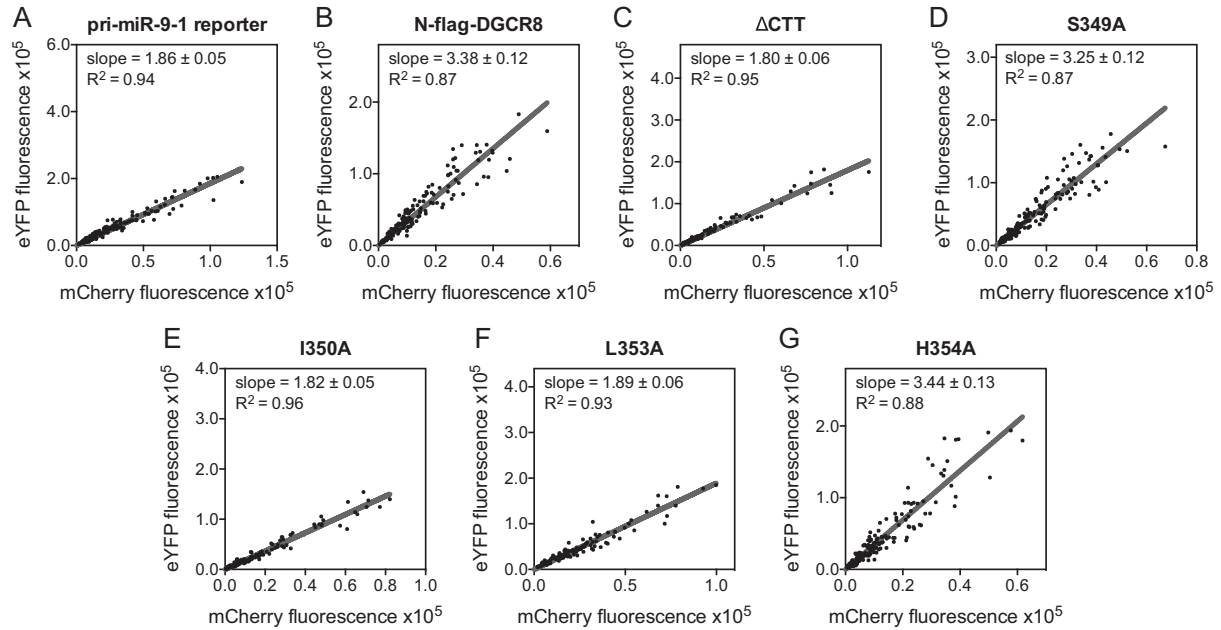 A
pri-miR-9-1 reporter
slope = 1.86 ± 0.05
R² = 0.94
eYFP fluorescence x10⁵
6.0
4.0
2.0
0.0
0 0.5 1.0 1.5
mCherry fluorescence x10⁵
B
N-flag-DGCR8
slope = 3.38 ± 0.12
R² = 0.87
eYFP fluorescence x10⁵
2.0
1.0
0.0
0.0 0.2 0.4 0.6
mCherry fluorescence x10⁵
C
ΔCTT
slope = 1.80 ± 0.06
R² = 0.95
eYFP fluorescence x10⁵
4.0
3.0
2.0
1.0
0.0
0.0 0.5 1.0
mCherry fluorescence x10⁵
D
S349A
slope = 3.25 ± 0.12
R² = 0.87
eYFP fluorescence x10⁵
3.0
2.0
1.0
0.0
0.0 0.2 0.4 0.6 0.8
mCherry fluorescence x10⁵
E
I350A
slope = 1.82 ± 0.05
R² = 0.96
eYFP fluorescence x10⁵
4.0
3.0
2.0
1.0
0.0
0.0 0.2 0.4 0.6 0.8 1.0
mCherry fluorescence x10⁵
F
L353A
slope = 1.89 ± 0.06
R² = 0.93
eYFP fluorescence x10⁵
4.0
3.0
2.0
1.0
0.0
0.0 0.5 1.0
mCherry fluorescence x10⁵
G
H354A
slope = 3.44 ± 0.13
R² = 0.88
eYFP fluorescence x10⁵
2.0
1.0
0.0
0.0 0.2 0.4 0.6
mCherry fluorescence x10⁵